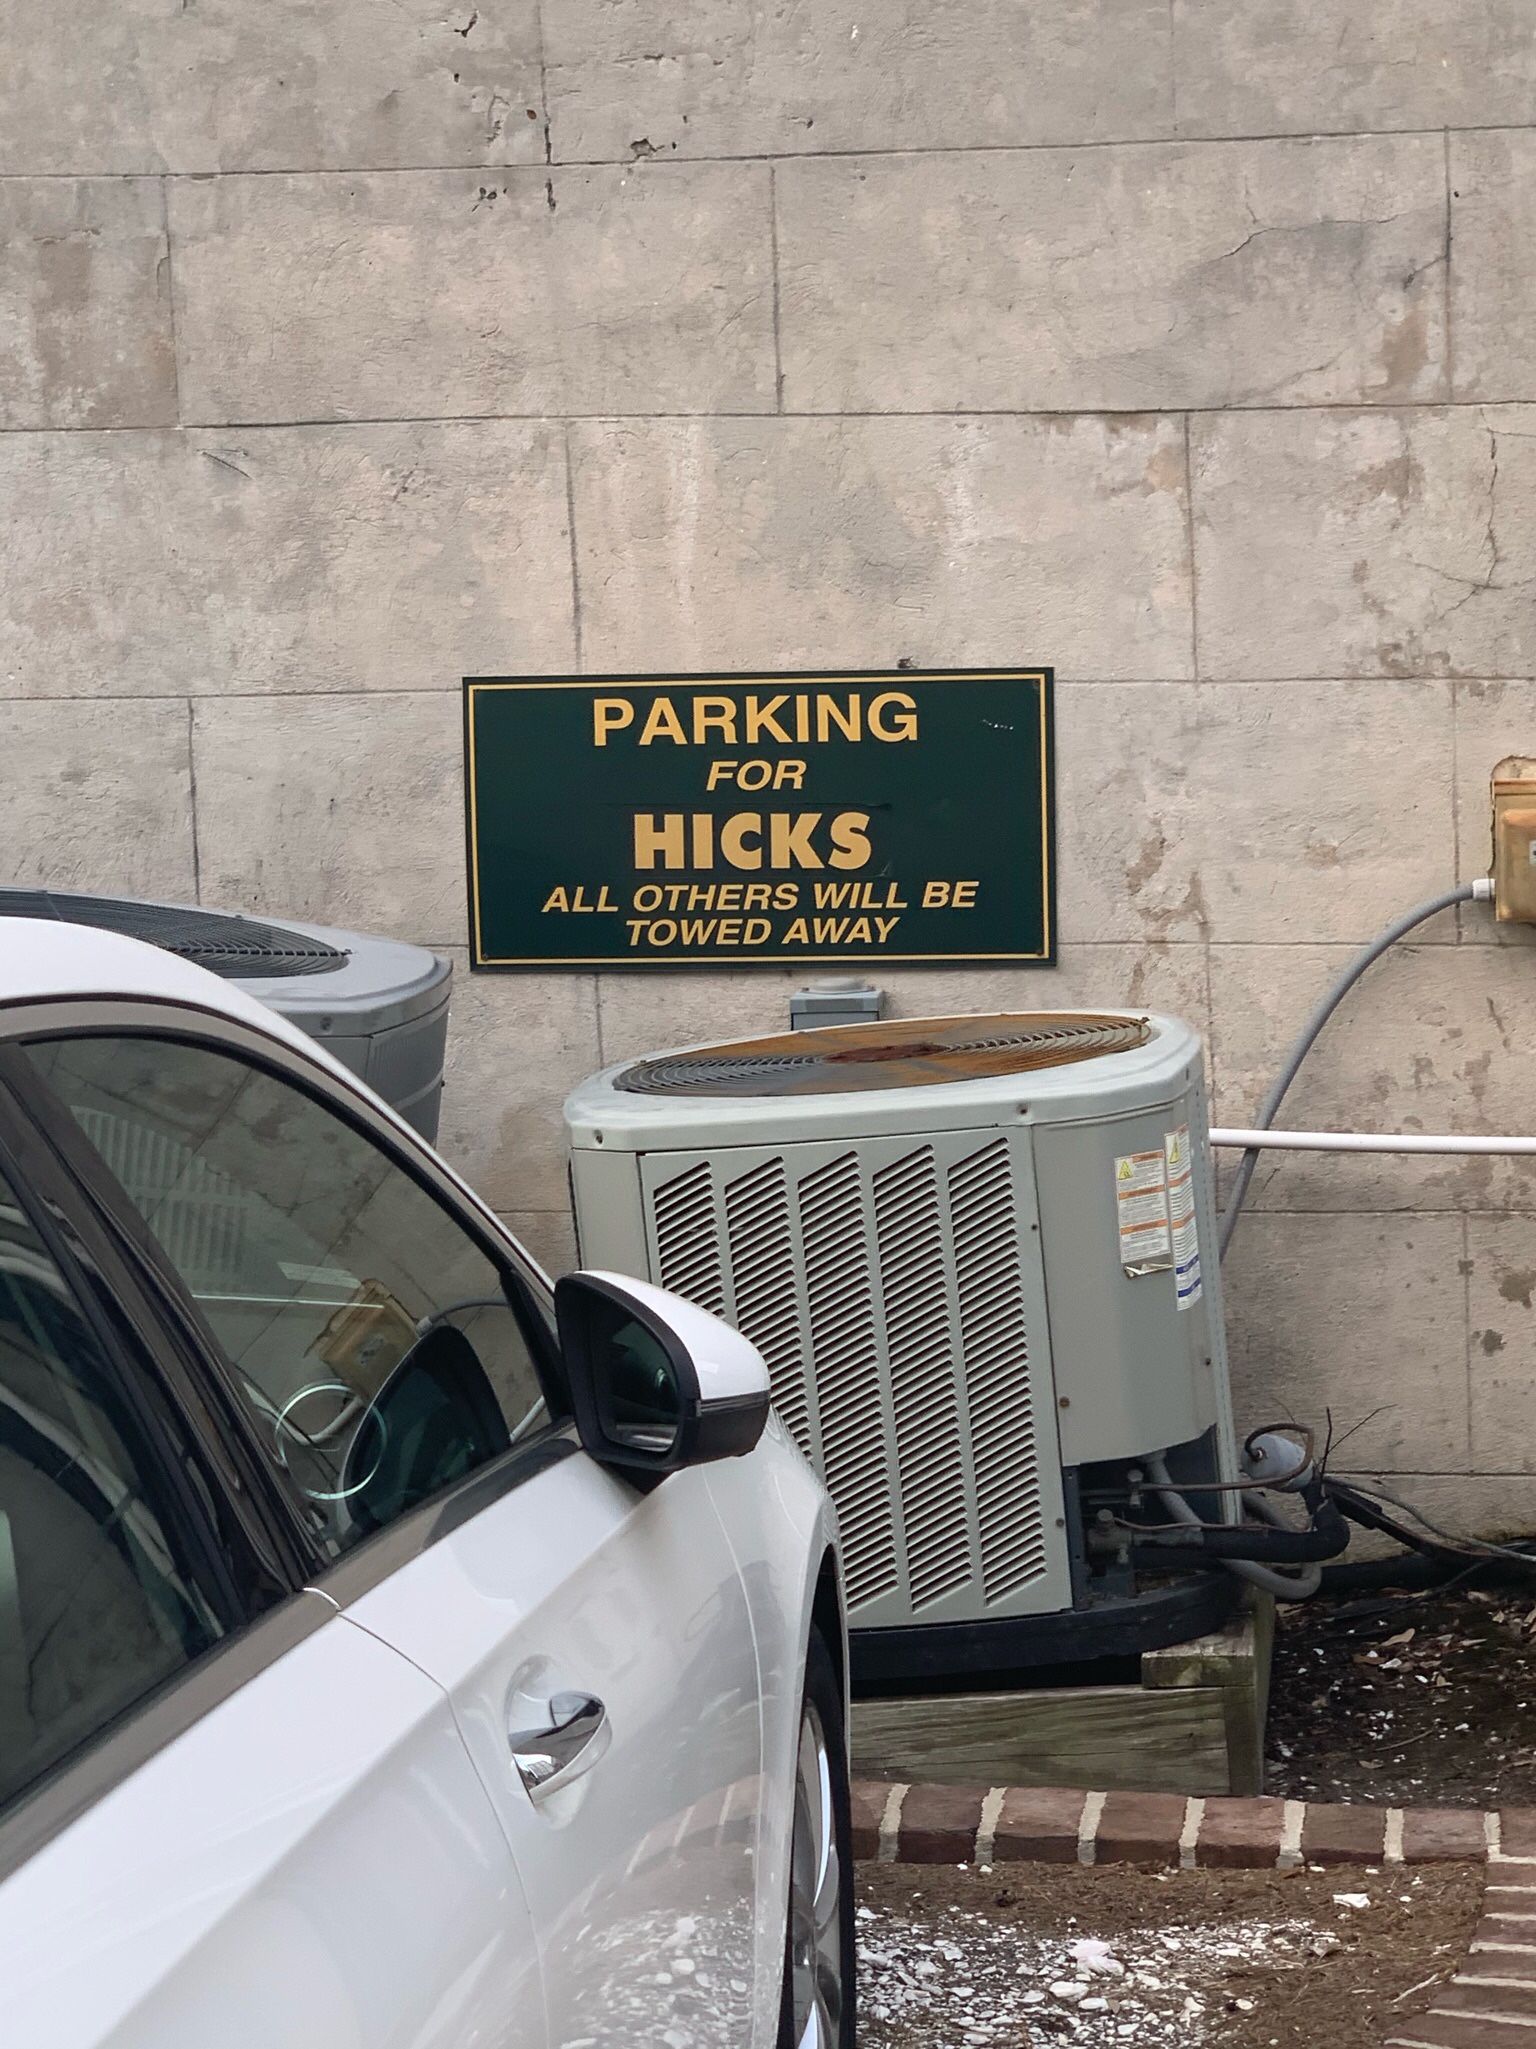 PARKING
FOR
HICKS
ALL OTHERS WILL BE
TOWED AWAY